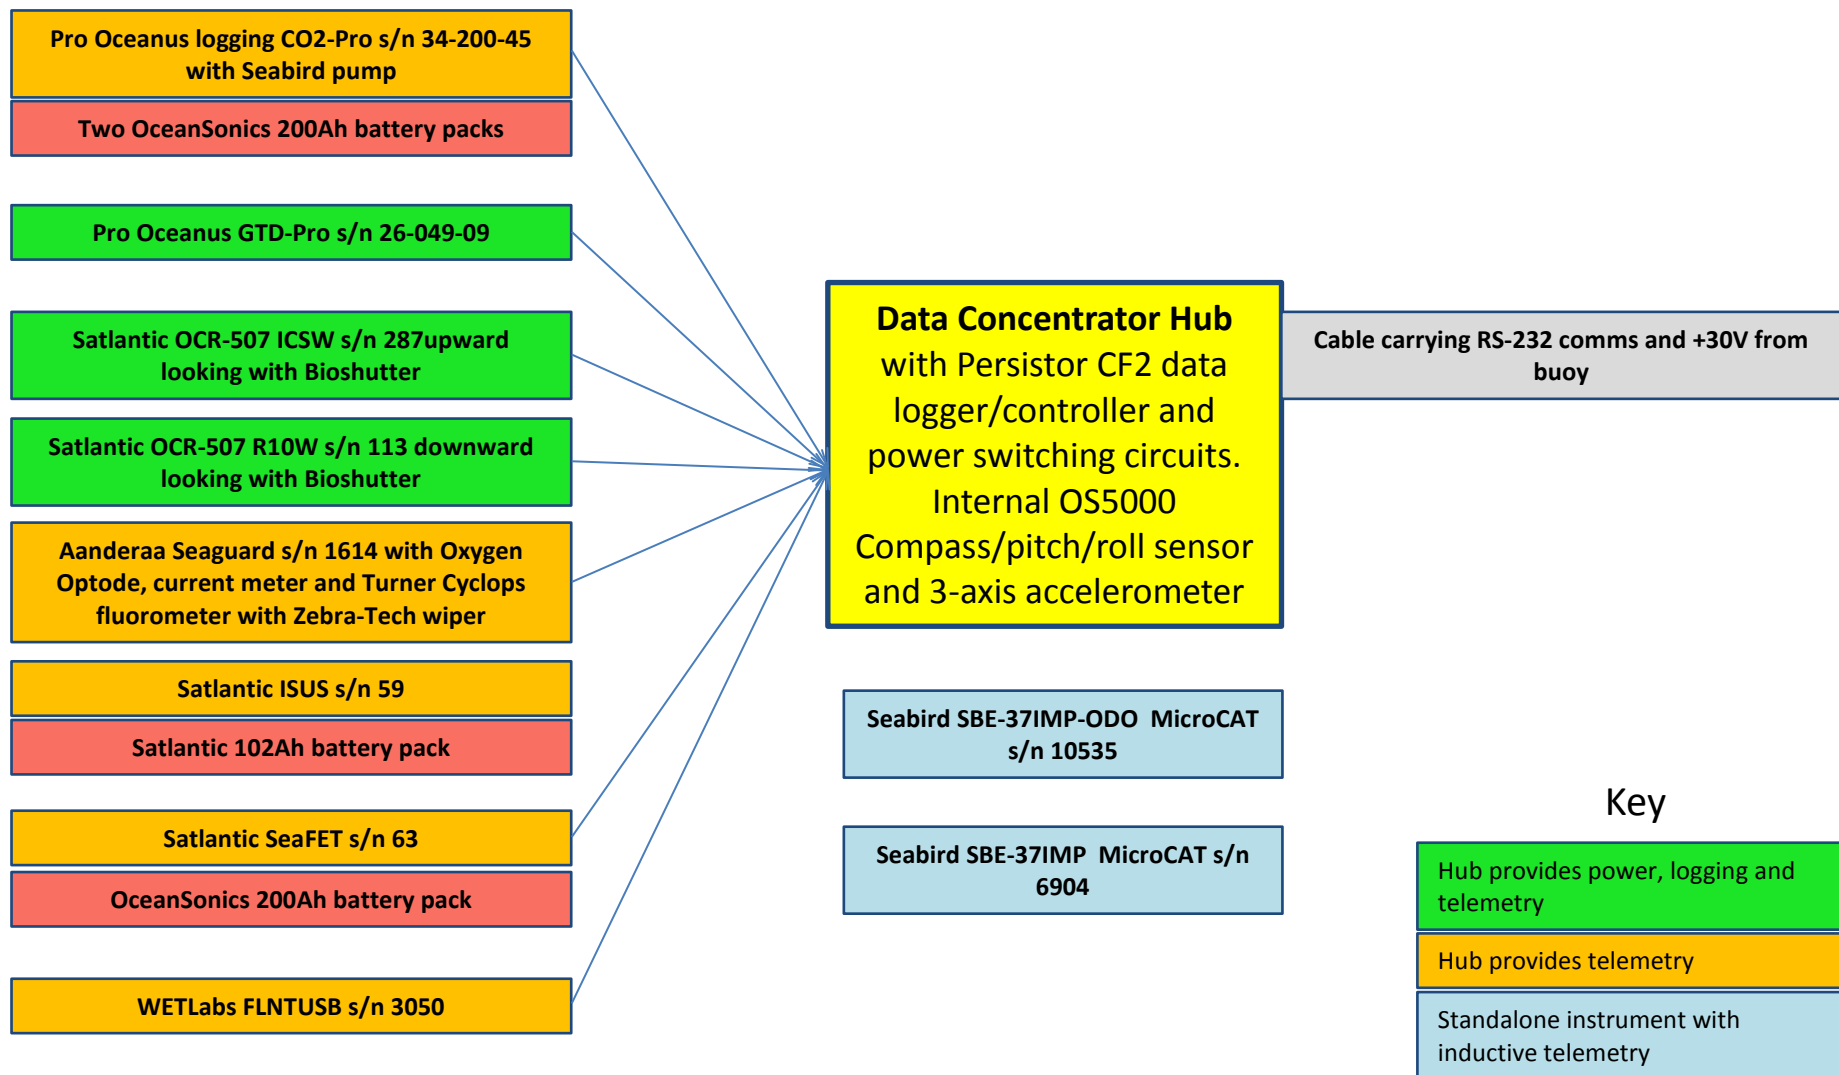 Pro Oceanus logging CO2-Pro s/n 34-200-45
with Seabird pump
Two OceanSonics 200Ah battery packs
Pro Oceanus GTD-Pro s/n 26-049-09
Satlantic OCR-507 ICSW s/n 287upward
looking with Bioshutter
Satlantic OCR-507 R10W s/n 113 downward
looking with Bioshutter
Aanderaa Seaguard s/n 1614 with Oxygen
Optode, current meter and Turner Cyclops
fluorometer with Zebra-Tech wiper
Satlantic ISUS s/n 59
Satlantic 102Ah battery pack
Satlantic SeaFET s/n 63
OceanSonics 200Ah battery pack
WETLabs FLNTUSB s/n 3050
Data Concentrator Hub
with Persistor CF2 data
logger/controller and
power switching circuits.
Internal OS5000
Compass/pitch/roll sensor
and 3-axis accelerometer
Seabird SBE-37IMP-ODO  MicroCAT
s/n 10535
Seabird SBE-37IMP  MicroCAT s/n
6904
Cable carrying RS-232 comms and +30V from
buoy
Key
Hub provides power, logging and
telemetry
Hub provides telemetry
Standalone instrument with
inductive telemetry